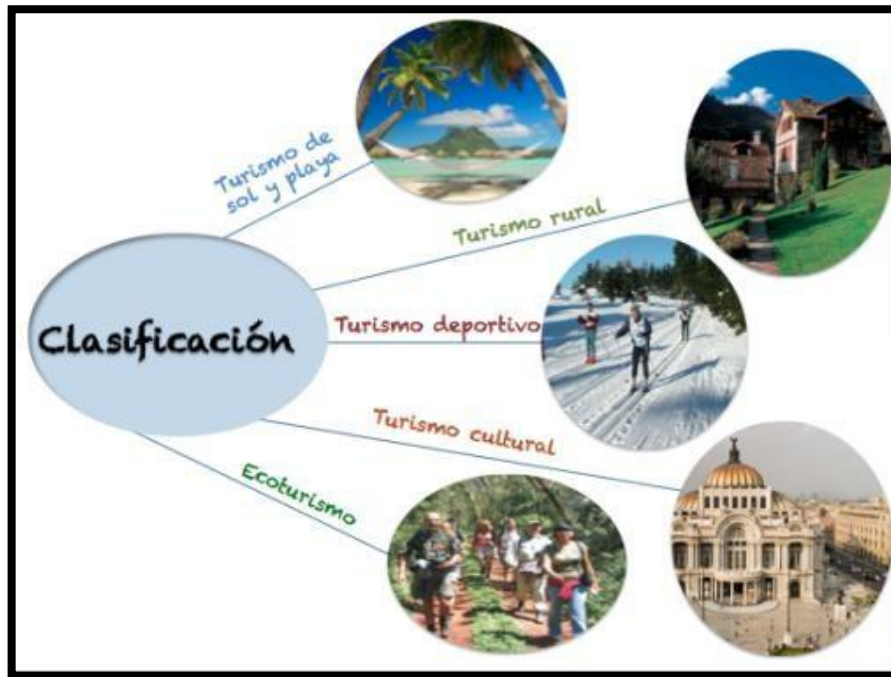 Turismo de
sol y playa
Turismo rural
Clasificación
Turismo deportivo
Turismo cultural
Ecoturismo